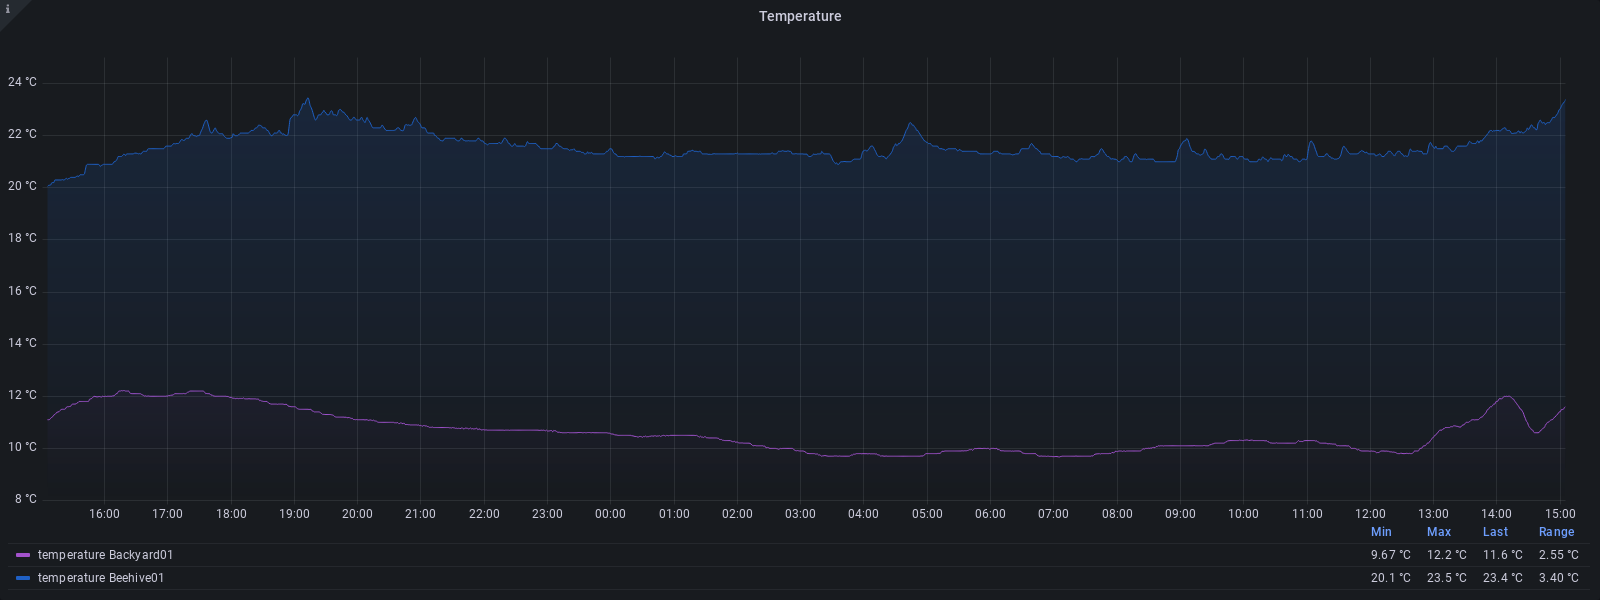 i
Temperature
24 °C
22 °C
20 °C
18 °C
16 °C
14 °C
12 °C
10 °C
8 °C
16:00 17:00 18:00 19:00 20:00 21:00 22:00 23:00 00:00 01:00 02:00 03:00 04:00 05:00 06:00 07:00 08:00 09:00 10:00 11:00 12:00 13:00 14:00 15:00
Min Max Last Range
temperature Backyard01 9.67 °C 12.2 °C 11.6 °C 2.55 °C
temperature Beehive01 20.1 °C 23.5 °C 23.4 °C 3.40 °C